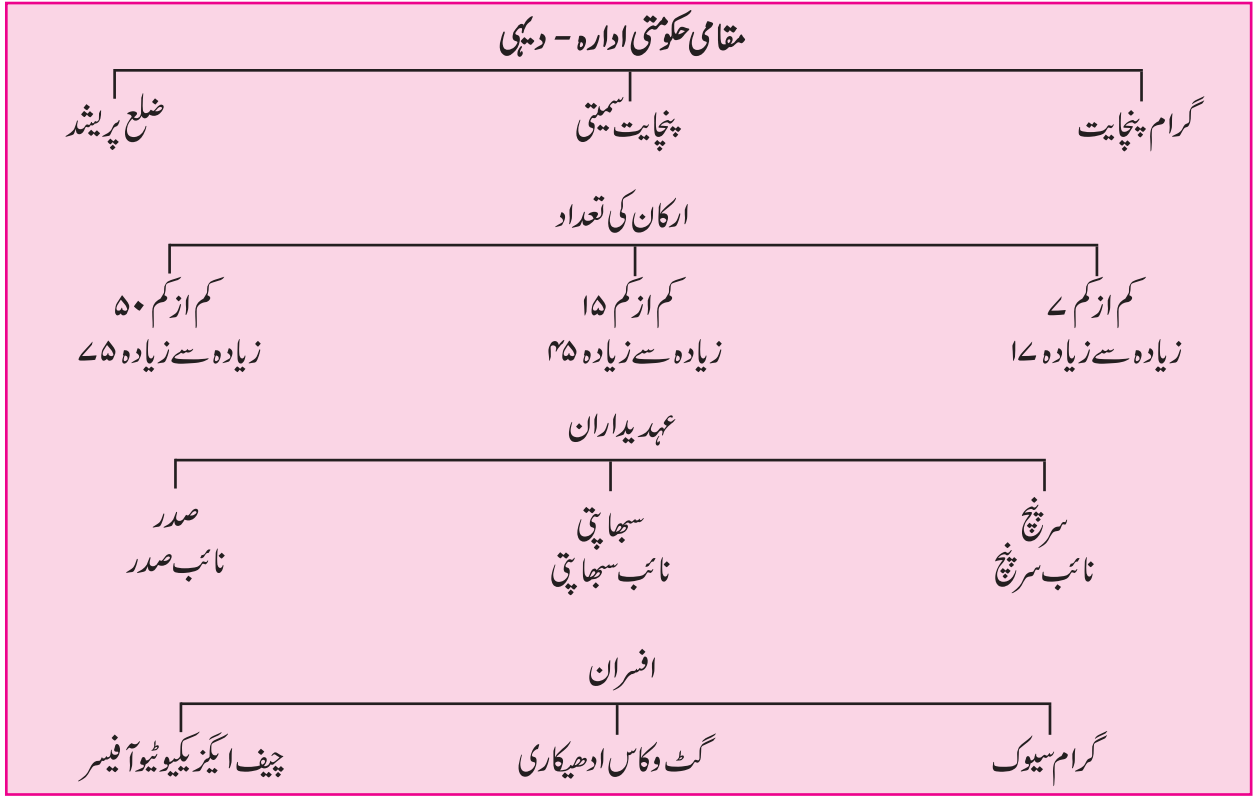 مقامی حکومتی ادارہ – دیہی
گرام پنچایت
پنچایت سمیتی
ضلع پریشد
ارکان کی تعداد
کم از کم ۷
زیادہ سے زیادہ ۱۷
کم از کم ۱۵
زیادہ سے زیادہ ۴۵
کم از کم ۵۰
زیادہ سے زیادہ ۷۵
عہدیداران
سرپنچ
نائب سرپنچ
سبھاپتی
نائب سبھاپتی
صدر
نائب صدر
افسران
گرام سیوک
گٹ وکاس ادھیکاری
چیف ایگزیکیوٹیو آفیسر